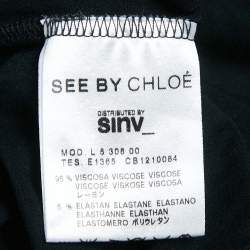 SEE BY CHLOÉ
DISTRIBUTED BY
SINV_
MOD. L 5 308 00
TES. E1365 CB1210084
95 % VISCOSA VISCOSE VISCOSE
VISCOSE VISKOSE VISCOSA
レーヨン
5 % ELASTAN ELASTANE ELASTANO
ELASTHANNE ELASTHAN
ELASTOMERO ポリウレタン